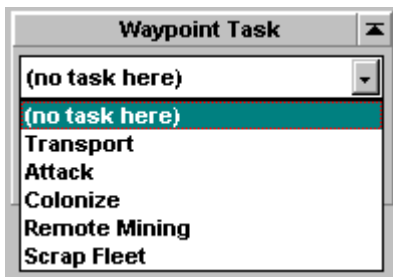 Waypoint Task
(no task here)
(no task here)
Transport
Attack
Colonize
Remote Mining
Scrap Fleet